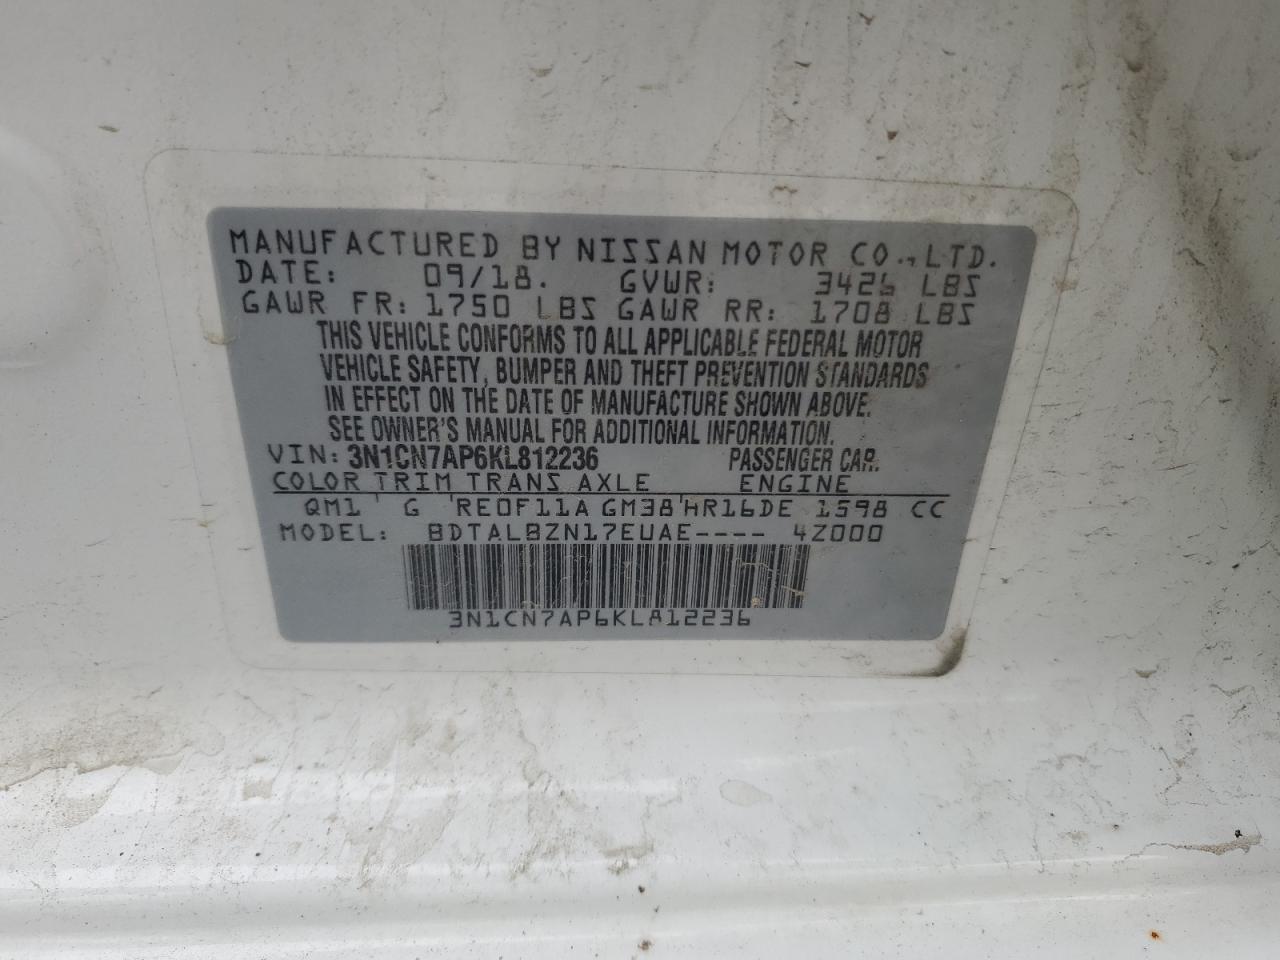 MANUFACTURED BY NISSAN MOTOR CO., LTD.
DATE: 09/18. GVWR: 3426 LBS
GAWR FR: 1750 LBS GAWR RR: 1708 LBS
THIS VEHICLE CONFORMS TO ALL APPLICABLE FEDERAL MOTOR
VEHICLE SAFETY, BUMPER AND THEFT PREVENTION STANDARDS
IN EFFECT ON THE DATE OF MANUFACTURE SHOWN ABOVE.
SEE OWNER'S MANUAL FOR ADDITIONAL INFORMATION.
VIN: 3N1CN7AP6KL812236 PASSENGER CAR.
COLOR TRIM TRANS AXLE ENGINE
QM1 ' G 'RE0F11A GM38'HR16DE 1598 CC
MODEL: BDTALBZN17EUAE---- 4Z000
3N1CN7AP6KL812236